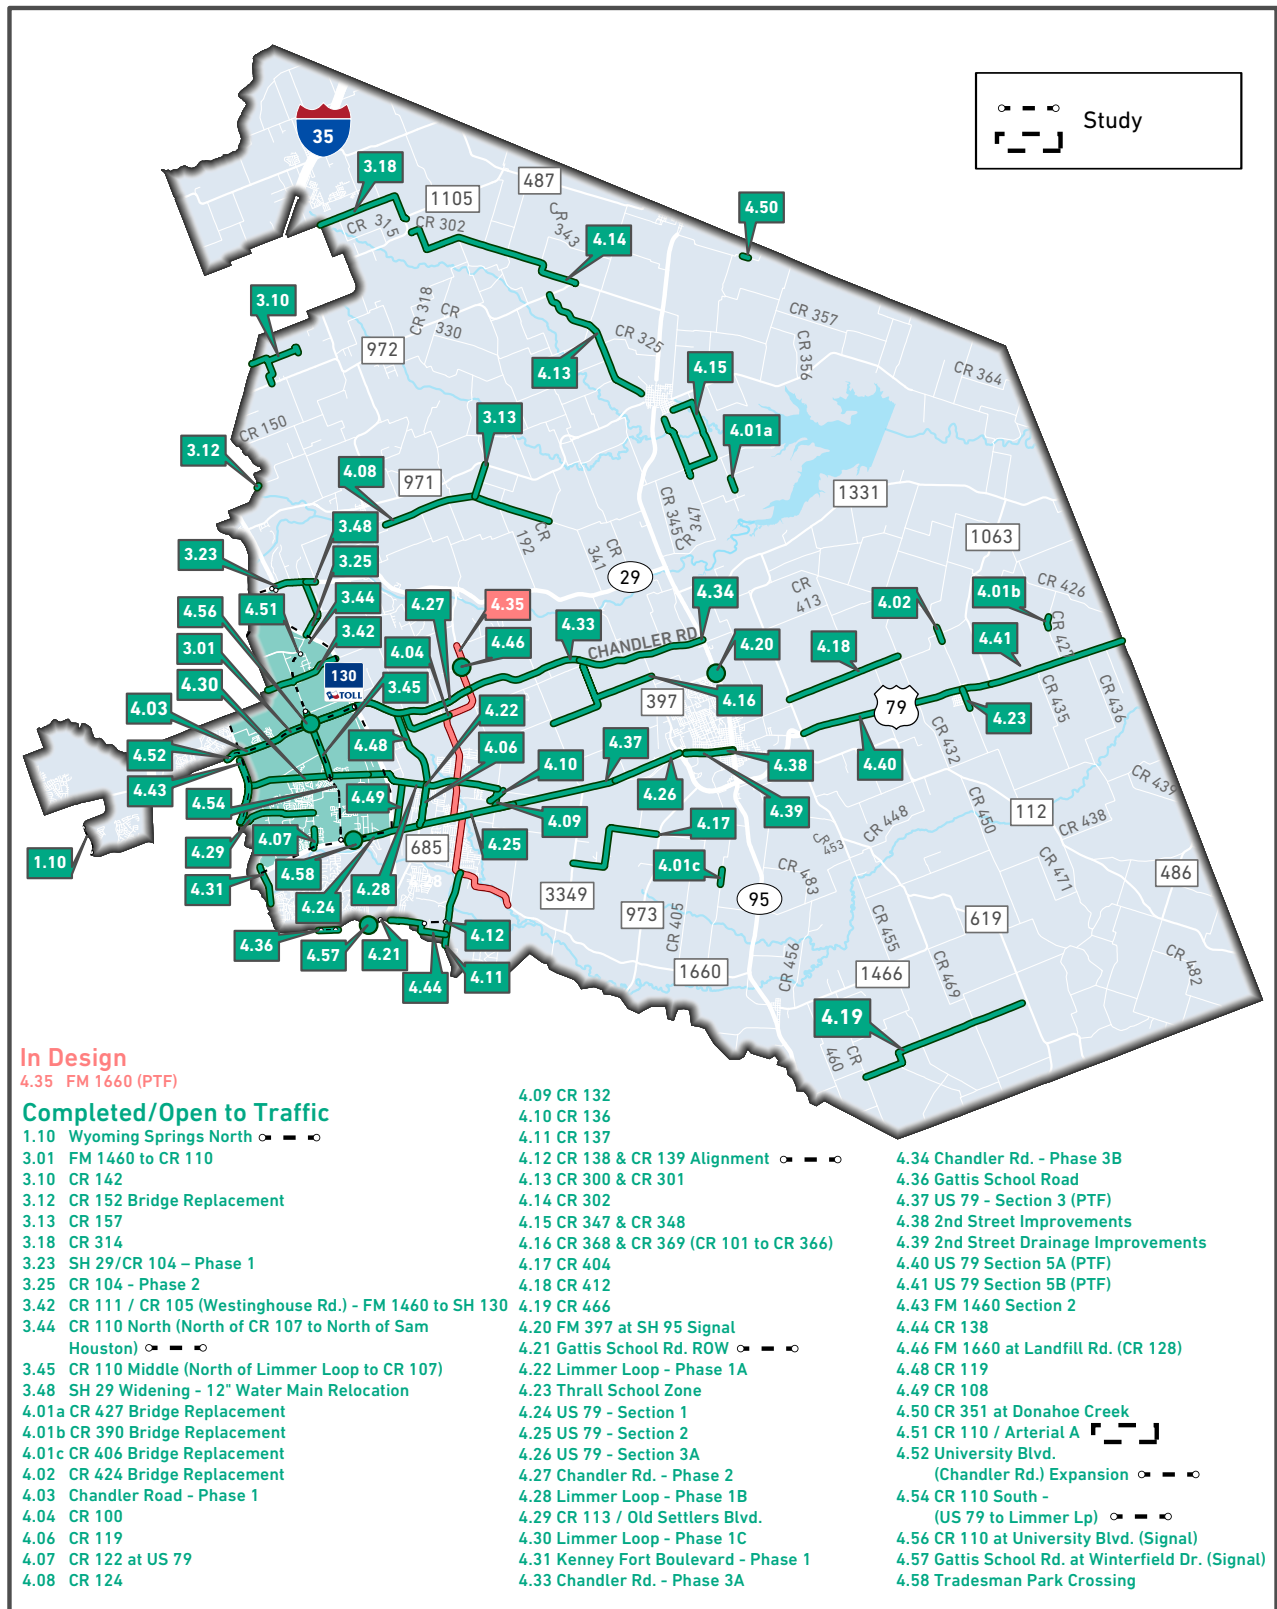 Study
35
3.18
1105
487
CR 315
CR 302
CR 343
4.14
4.50
3.10
CR 318
CR 330
972
CR 325
CR 357
CR 356
CR 364
4.13
4.15
4.01a
CR 150
3.12
3.13
4.08
971
CR 192
CR 341
CR 345
CR 347
1331
1063
3.48
3.23
3.25
29
CR 413
CR 426
4.56
4.51
3.44
4.27
4.35
4.34
4.02
4.01b
CR 427
3.01
3.42
4.04
4.46
4.33
CHANDLER RD
4.20
4.18
4.41
4.30
130
TOLL
3.45
4.03
4.22
4.16
397
79
4.23
CR 435
CR 436
4.52
4.48
4.06
4.37
4.43
4.10
4.38
4.40
CR 432
CR 439
4.54
4.49
4.26
4.39
4.09
112
CR 450
CR 438
1.10
4.29
4.07
685
4.25
4.17
CR 448
CR 453
4.58
4.31
4.28
4.01c
CR 483
CR 471
486
4.24
3349
95
973
CR 405
619
4.36
4.57
4.21
4.12
CR 455
4.44
4.11
1660
CR 456
1466
CR 469
CR 482
4.19
CR 460
In Design
4.35 FM 1660 (PTF)
Completed/Open to Traffic
1.10 Wyoming Springs North
3.01 FM 1460 to CR 110
3.10 CR 142
3.12 CR 152 Bridge Replacement
3.13 CR 157
3.18 CR 314
3.23 SH 29/CR 104 – Phase 1
3.25 CR 104 - Phase 2
3.42 CR 111 / CR 105 (Westinghouse Rd.) - FM 1460 to SH 130
3.44 CR 110 North (North of CR 107 to North of Sam
Houston)
3.45 CR 110 Middle (North of Limmer Loop to CR 107)
3.48 SH 29 Widening - 12" Water Main Relocation
4.01a CR 427 Bridge Replacement
4.01b CR 390 Bridge Replacement
4.01c CR 406 Bridge Replacement
4.02 CR 424 Bridge Replacement
4.03 Chandler Road - Phase 1
4.04 CR 100
4.06 CR 119
4.07 CR 122 at US 79
4.08 CR 124
4.09 CR 132
4.10 CR 136
4.11 CR 137
4.12 CR 138 & CR 139 Alignment
4.13 CR 300 & CR 301
4.14 CR 302
4.15 CR 347 & CR 348
4.16 CR 368 & CR 369 (CR 101 to CR 366)
4.17 CR 404
4.18 CR 412
4.19 CR 466
4.20 FM 397 at SH 95 Signal
4.21 Gattis School Rd. ROW
4.22 Limmer Loop - Phase 1A
4.23 Thrall School Zone
4.24 US 79 - Section 1
4.25 US 79 - Section 2
4.26 US 79 - Section 3A
4.27 Chandler Rd. - Phase 2
4.28 Limmer Loop - Phase 1B
4.29 CR 113 / Old Settlers Blvd.
4.30 Limmer Loop - Phase 1C
4.31 Kenney Fort Boulevard - Phase 1
4.33 Chandler Rd. - Phase 3A
4.34 Chandler Rd. - Phase 3B
4.36 Gattis School Road
4.37 US 79 - Section 3 (PTF)
4.38 2nd Street Improvements
4.39 2nd Street Drainage Improvements
4.40 US 79 Section 5A (PTF)
4.41 US 79 Section 5B (PTF)
4.43 FM 1460 Section 2
4.44 CR 138
4.46 FM 1660 at Landfill Rd. (CR 128)
4.48 CR 119
4.49 CR 108
4.50 CR 351 at Donahoe Creek
4.51 CR 110 / Arterial A
4.52 University Blvd.
(Chandler Rd.) Expansion
4.54 CR 110 South -
(US 79 to Limmer Lp)
4.56 CR 110 at University Blvd. (Signal)
4.57 Gattis School Rd. at Winterfield Dr. (Signal)
4.58 Tradesman Park Crossing